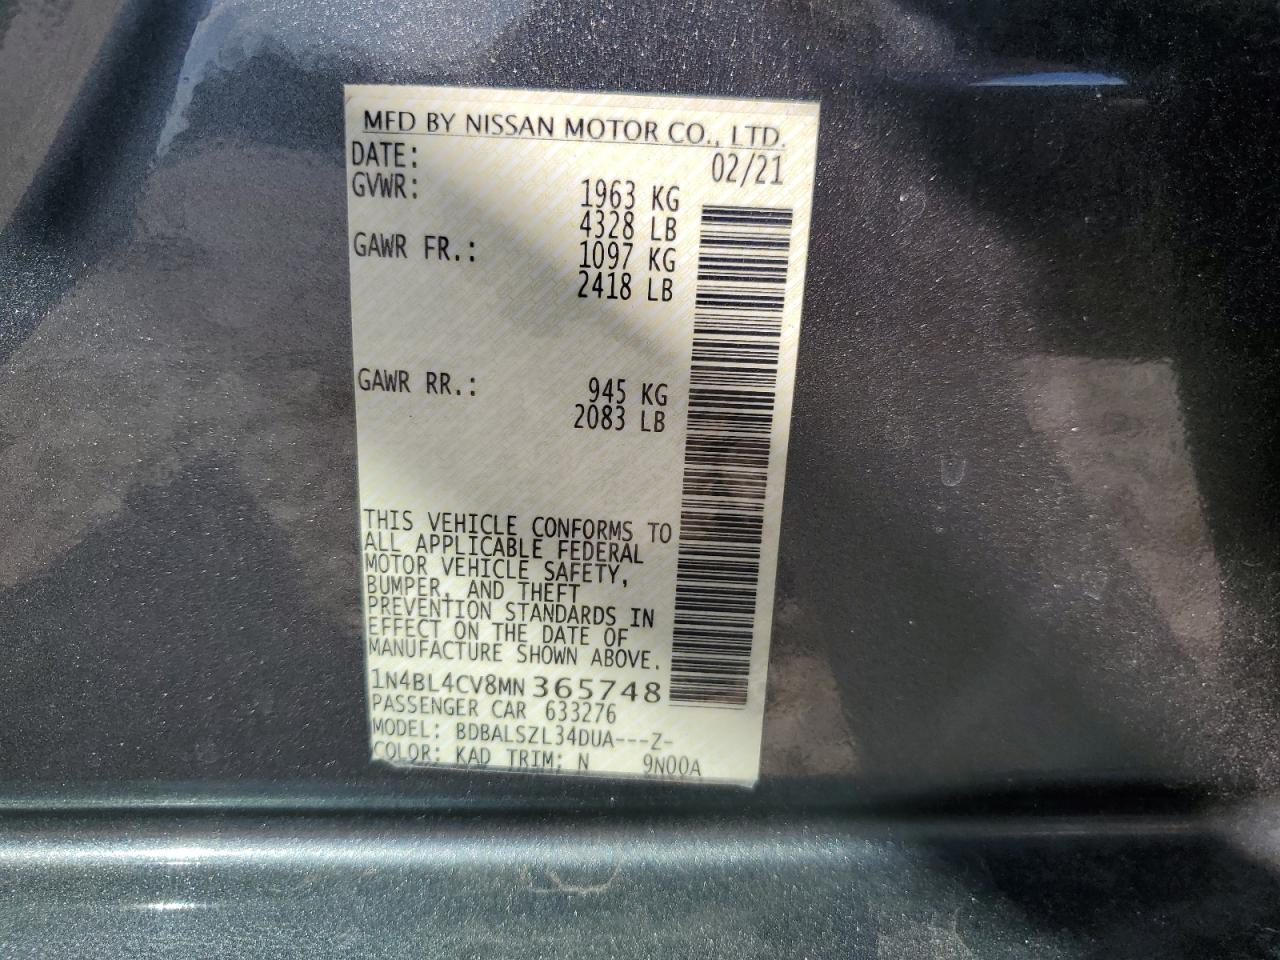 MFD BY NISSAN MOTOR CO., LTD.
DATE: 02/21
GVWR: 1963 KG
4328 LB
GAWR FR.: 1097 KG
2418 LB
GAWR RR.: 945 KG
2083 LB
THIS VEHICLE CONFORMS TO
ALL APPLICABLE FEDERAL
MOTOR VEHICLE SAFETY,
BUMPER, AND THEFT
PREVENTION STANDARDS IN
EFFECT ON THE DATE OF
MANUFACTURE SHOWN ABOVE.
1N4BL4CV8MN365748
PASSENGER CAR 633276
MODEL: BDBALSZL34DUA---Z-
COLOR: KAD TRIM: N 9N00A